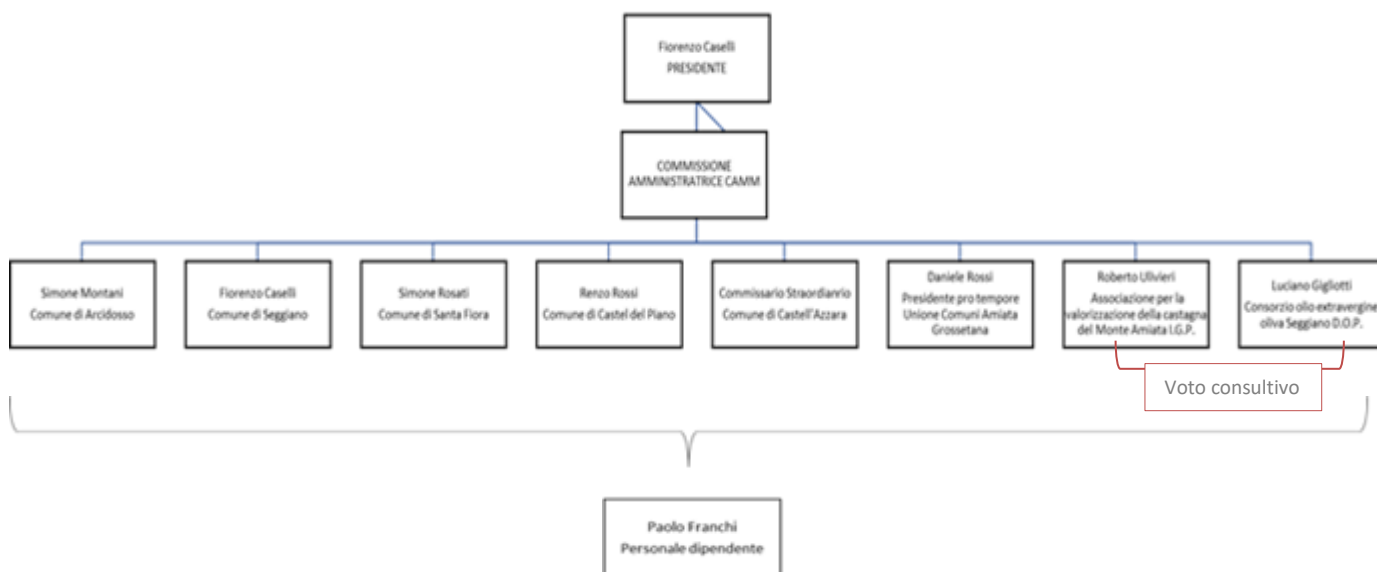 Fiorenzo Caselli
PRESIDENTE
COMMISSIONE
AMMINISTRATRICE CAMM
Simone Montani
Comune di Arcidosso
Fiorenzo Caselli
Comune di Seggiano
Simone Rosati
Comune di Santa Fiora
Renzo Rossi
Comune di Castel del Piano
Commissario Straordianrio
Comune di Castell'Azzara
Daniele Rossi
Presidente pro tempore
Unione Comuni Amiata
Grossetana
Roberto Ulivieri
Associazione per la
valorizzazione della castagna
del Monte Amiata I.G.P.
Luciano Gigliotti
Consorzio olio extravergine
oliva Seggiano D.O.P.
Voto consultivo
Paolo Franchi
Personale dipendente